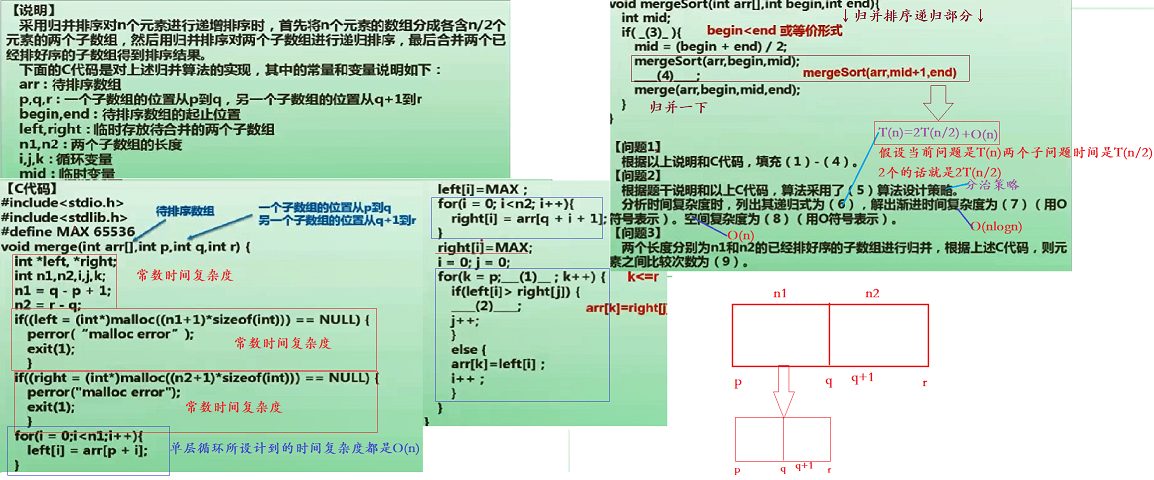 【说明】
采用归并排序对n个元素进行递增排序时，首先将n个元素的数组分成各含n/2个
元素的两个子数组，然后用归并排序对两个子数组进行递归排序，最后合并两个已
经排好序的子数组得到排序结果。
下面的C代码是对上述归并算法的实现，其中的常量和变量说明如下：
arr：待排序数组
p,q,r：一个子数组的位置从p到q，另一个子数组的位置从q+1到r
begin,end：待排序数组的起止位置
left,right：临时存放待合并的两个子数组
n1,n2：两个子数组的长度
i,j,k：循环变量
mid：临时变量
【C代码】
#include<stdio.h>
#include<stdlib.h>
#define MAX 65536
待排序数组
一个子数组的位置从p到q
另一个子数组的位置从q+1到r
void merge(int arr[],int p,int q,int r) {
int *left, *right;
int n1,n2,i,j,k;
n1 = q - p + 1;
n2 = r - q;
常数时间复杂度
if((left = (int*)malloc((n1+1)*sizeof(int))) == NULL) {
perror( “malloc error” );
exit(1);
}
常数时间复杂度
if((right = (int*)malloc((n2+1)*sizeof(int))) == NULL) {
perror("malloc error");
exit(1);
}
常数时间复杂度
for(i = 0;i<n1;i++){
left[i] = arr[p + i];
}
单层循环所设计到的时间复杂度都是O(n)
left[i]=MAX ;
for(i = 0; i<n2; i++){
right[i] = arr[q + i + 1];
}
right[i]=MAX;
i = 0; j = 0;
for(k = p;___(1)__ ; k++) { k<=r
if(left[i]> right[j]) {
____(2)____; arr[k]=right[j
j++;
}
else {
arr[k]=left[i] ;
i++ ;
}
}
}
void mergeSort(int arr[],int begin,int end){
↓归并排序递归部分↓
int mid;
if( _(3)_ ){ begin<end 或等价形式
mid = (begin + end) / 2;
mergeSort(arr,begin,mid);
____(4)____; mergeSort(arr,mid+1,end)
merge(arr,begin,mid,end);
} 归并一下
}
T(n)=2T(n/2)+O(n)
假设当前问题是T(n)两个子问题时间是T(n/2)
2个的话就是2T(n/2)
【问题1】
根据以上说明和C代码，填充（1）-（4）。
【问题2】
根据题干说明和以上C代码，算法采用了（5）算法设计策略。
分治策略
分析时间复杂度时，列出其递归式为（6），解出渐进时间复杂度为（7）（用O
符号表示）。空间复杂度为（8）（用O符号表示）。
O(n)
O(nlogn)
【问题3】
两个长度分别为n1和n2的已经排好序的子数组进行归并，根据上述C代码，则元
素之间比较次数为（9）。
n1 n2
p q q+1 r
p q q+1 r